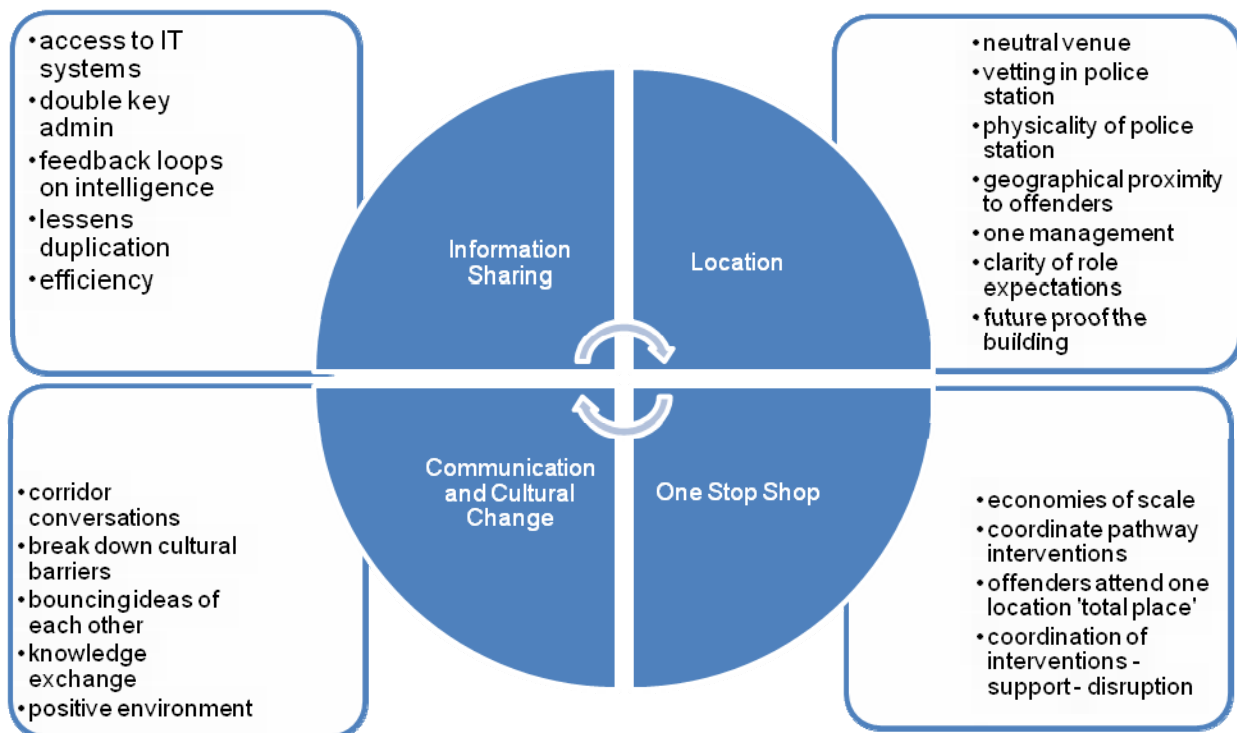 •access to IT
systems
•double key
admin
•feedback loops
on intelligence
•lessens
duplication
•efficiency
Information
Sharing
Location
•neutral venue
•vetting in police
station
•physicality of police
station
•geographical proximity
to offenders
•one management
•clarity of role
expectations
•future proof the
building
•corridor
conversations
•break down cultural
barriers
•bouncing ideas of
each other
•knowledge
exchange
•positive environment
Communication
and Cultural
Change
One Stop Shop
•economies of scale
•coordinate pathway
interventions
•offenders attend one
location 'total place'
•coordination of
interventions -
support - disruption